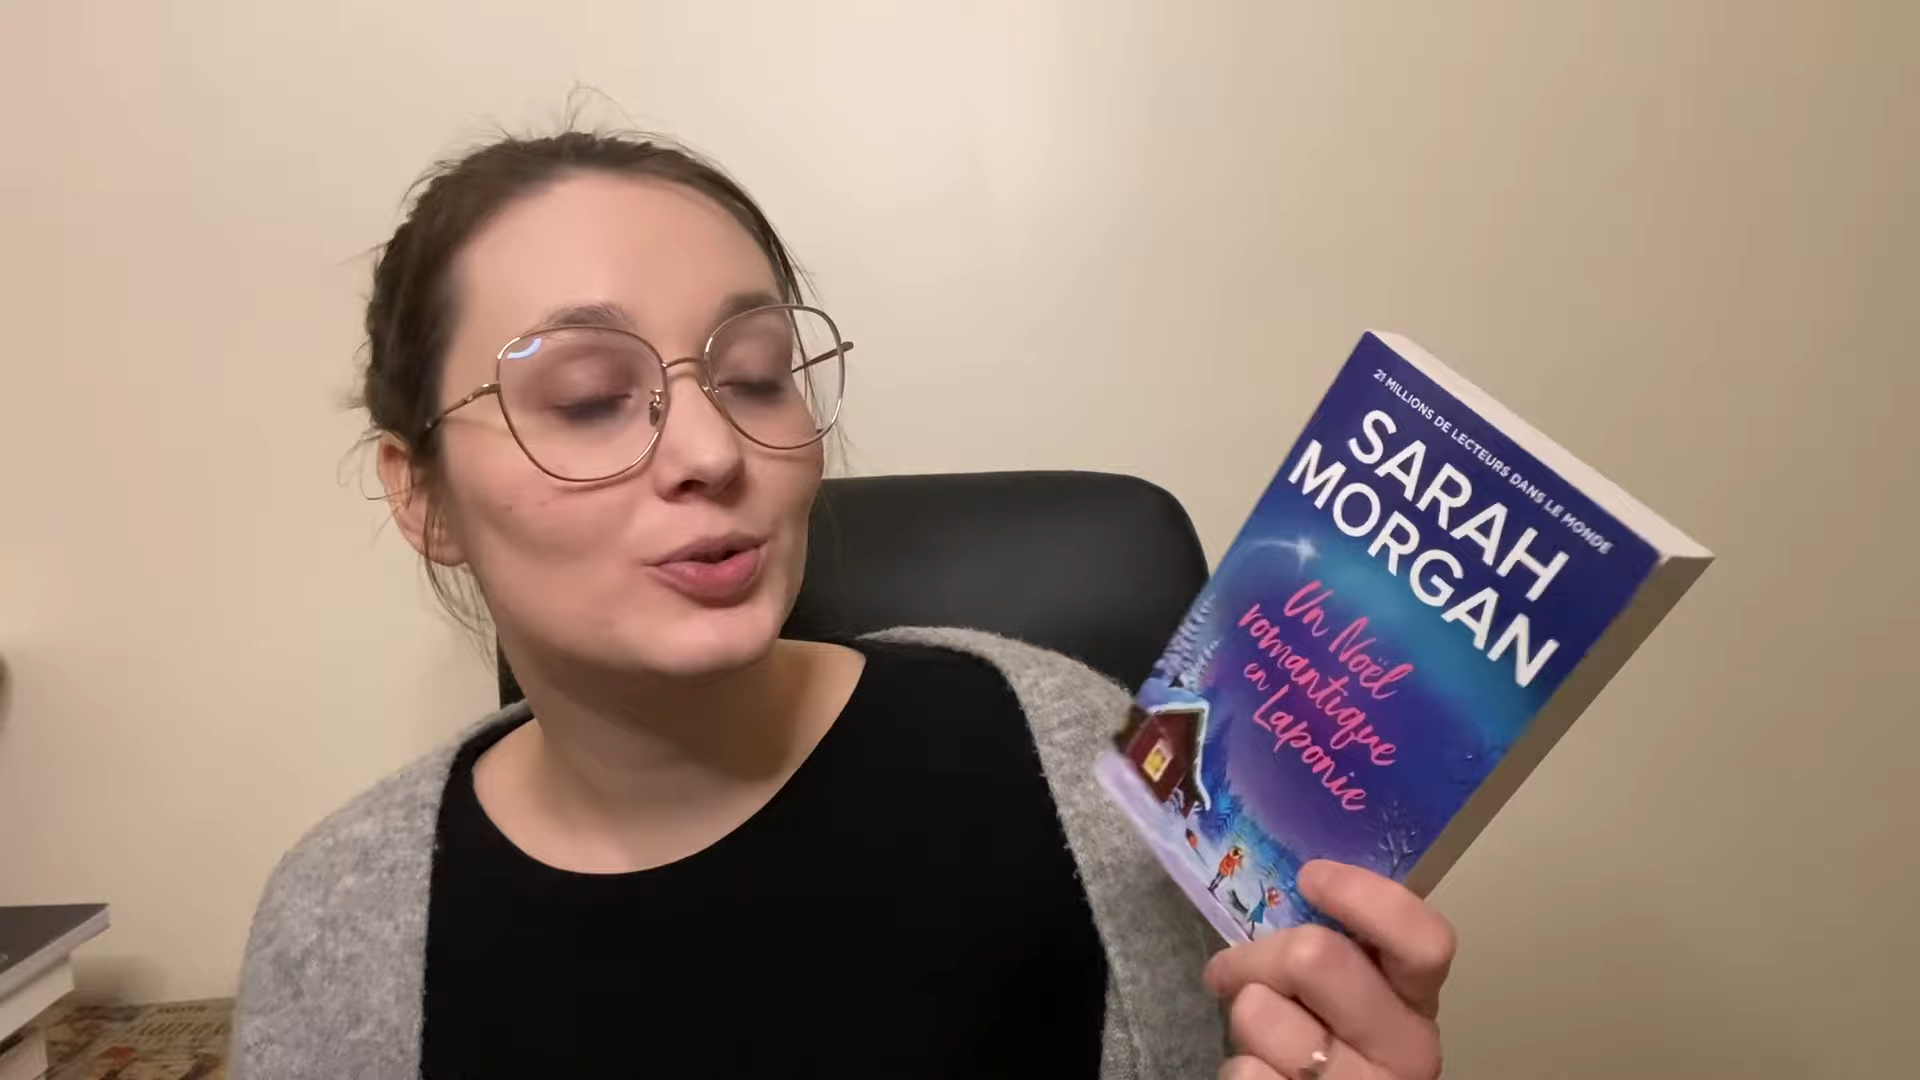 21 MILLIONS DE LECTEURS DANS LE MONDE
SARAH
MORGAN
Un Noël
romantique
en
Laponie